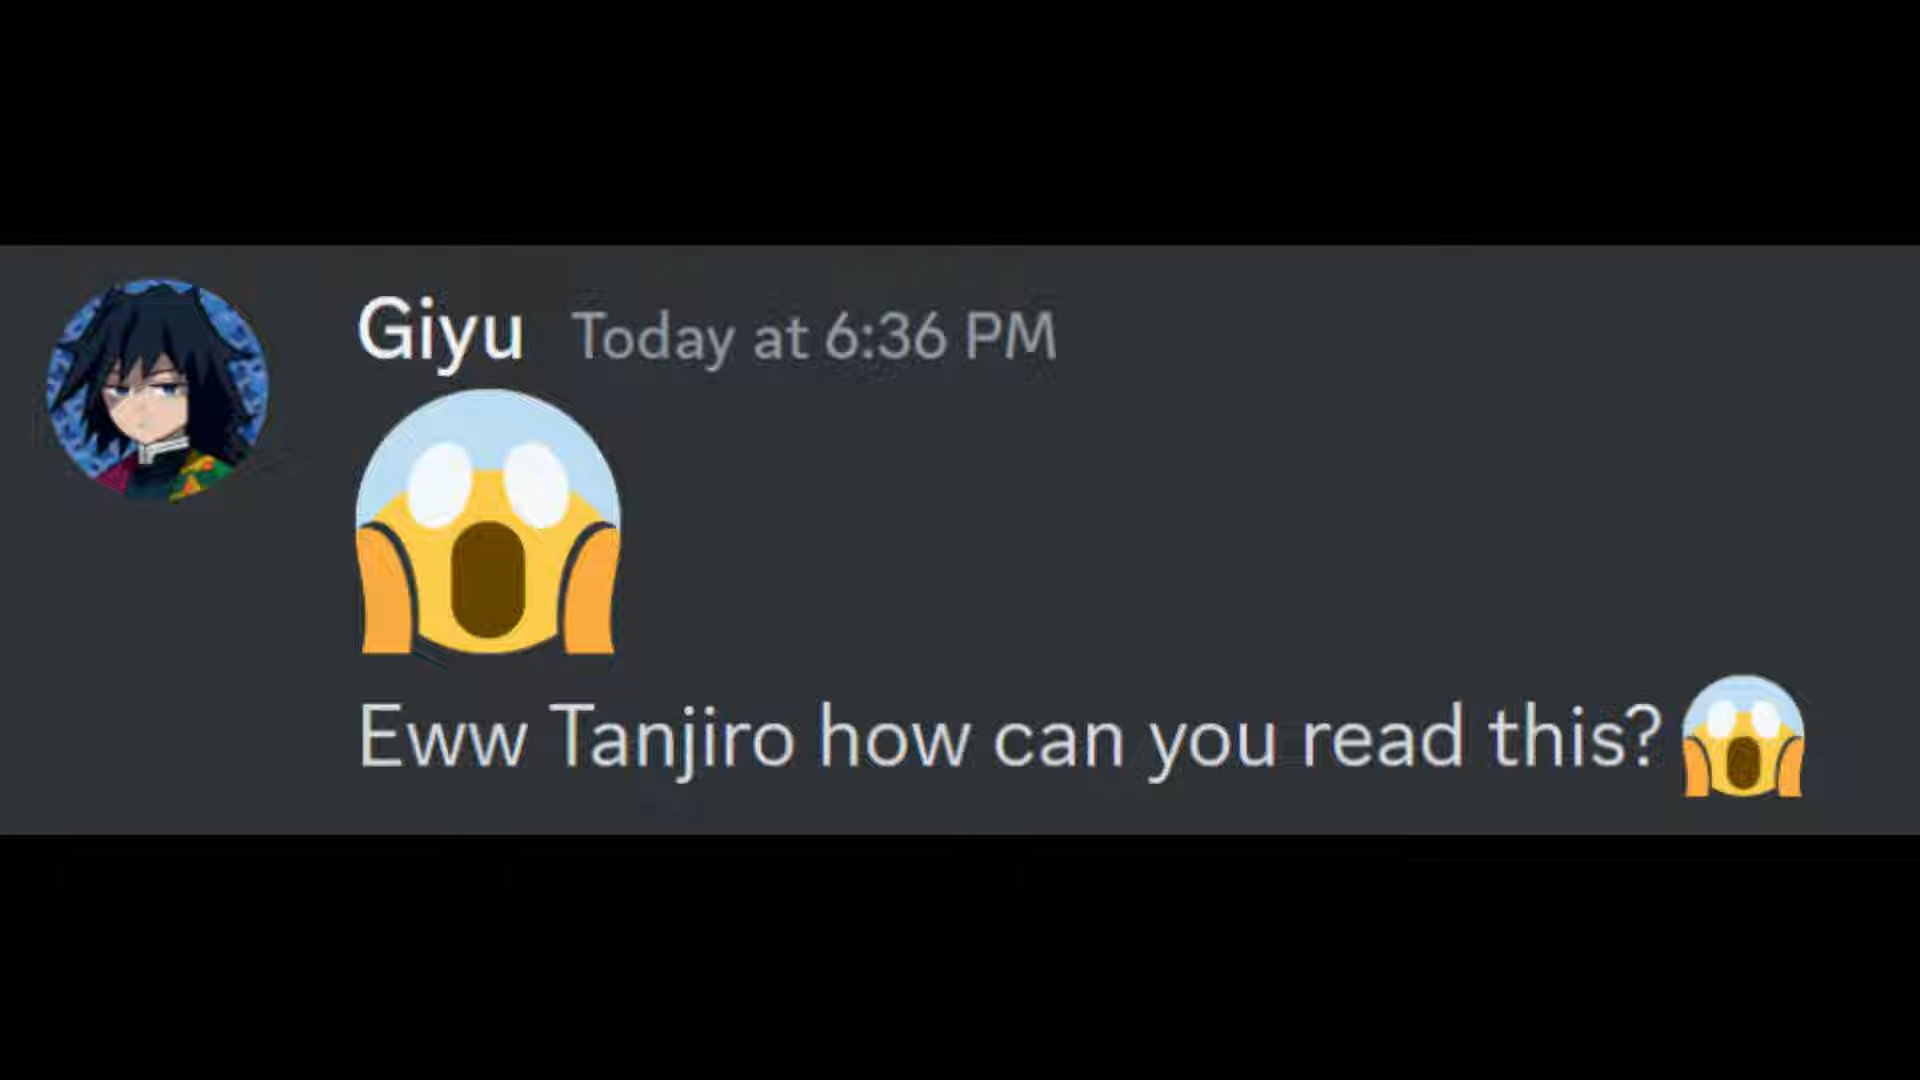 Giyu Today at 6:36 PM
😱
Eww Tanjiro how can you read this? 😱